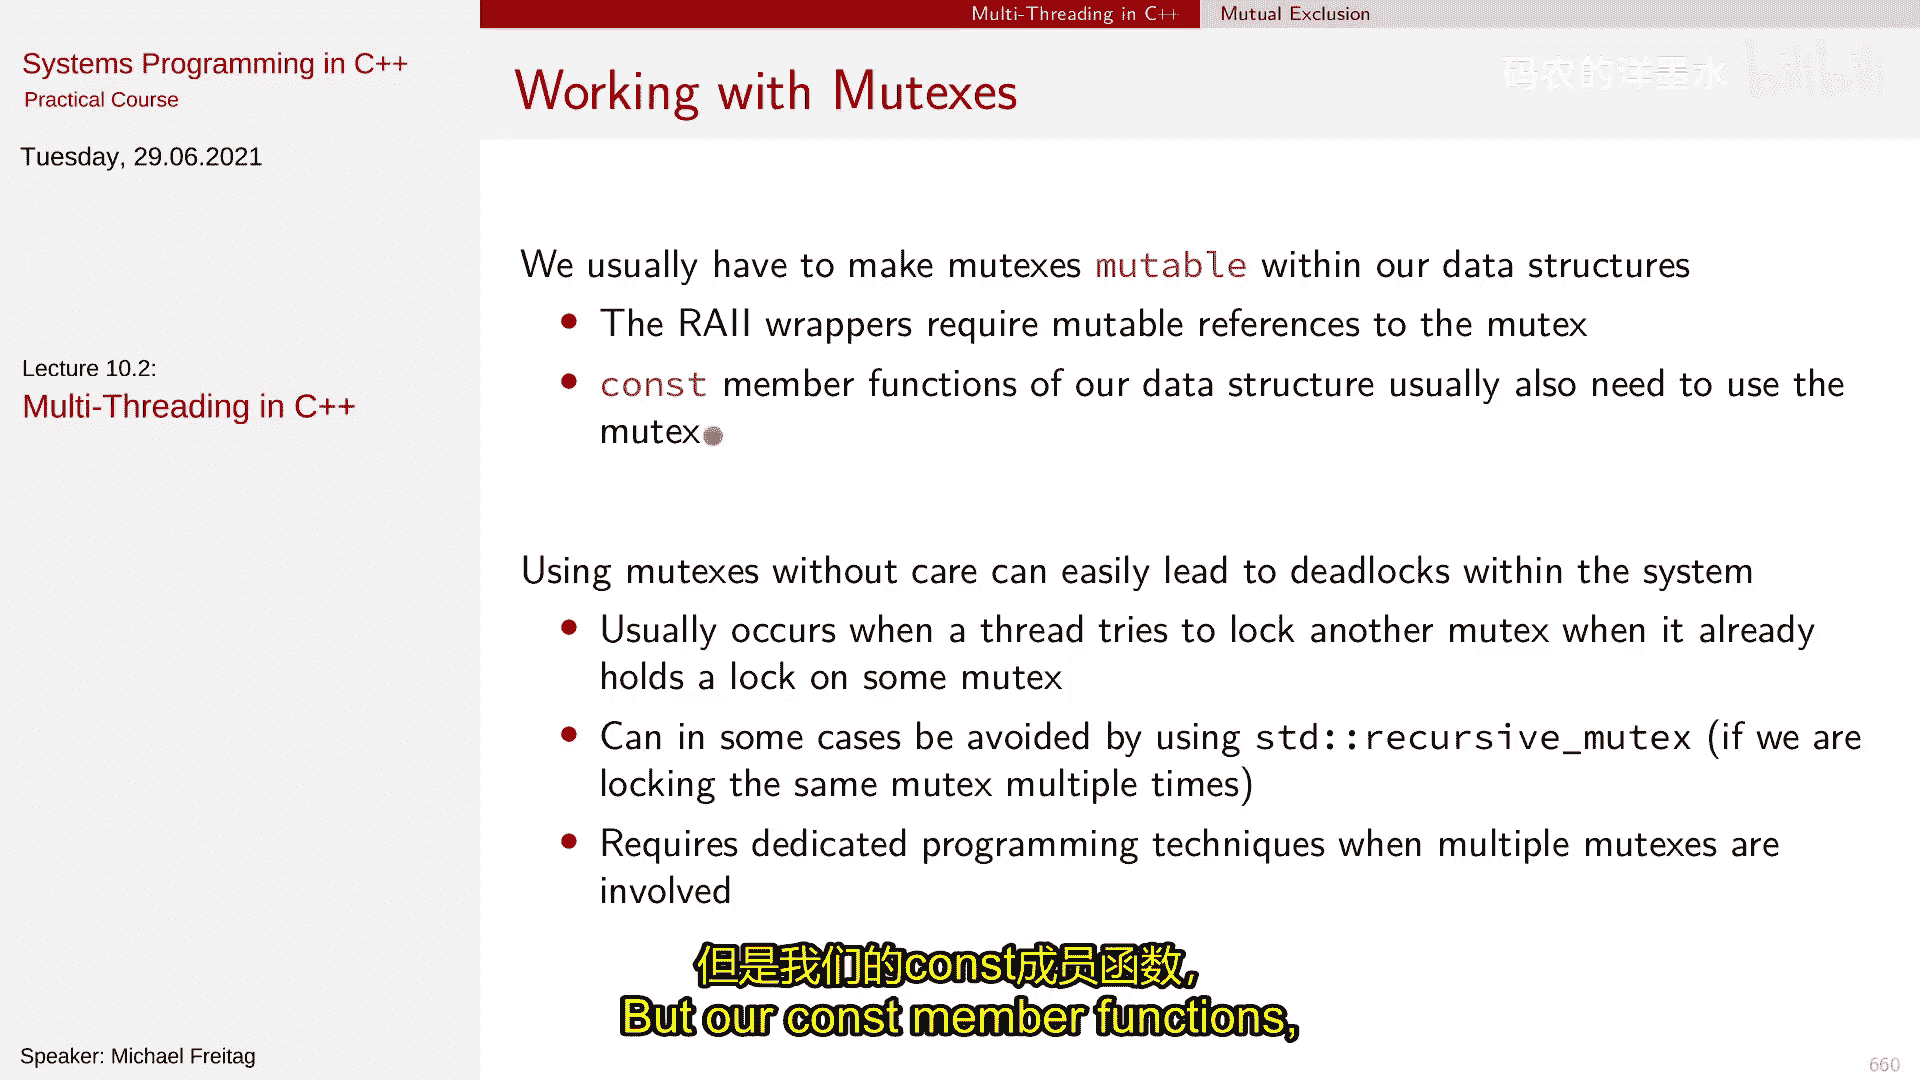 Multi-Threading in C++ Mutual Exclusion
Systems Programming in C++
Practical Course
Tuesday, 29.06.2021
Lecture 10.2:
Multi-Threading in C++
Speaker: Michael Freitag
Working with Mutexes
码农的洋墨水 bilibili
We usually have to make mutexes mutable within our data structures
• The RAII wrappers require mutable references to the mutex
• const member functions of our data structure usually also need to use the
mutex
Using mutexes without care can easily lead to deadlocks within the system
• Usually occurs when a thread tries to lock another mutex when it already
holds a lock on some mutex
• Can in some cases be avoided by using std::recursive_mutex (if we are
locking the same mutex multiple times)
• Requires dedicated programming techniques when multiple mutexes are
involved
但是我们的const成员函数,
But our const member functions,
660